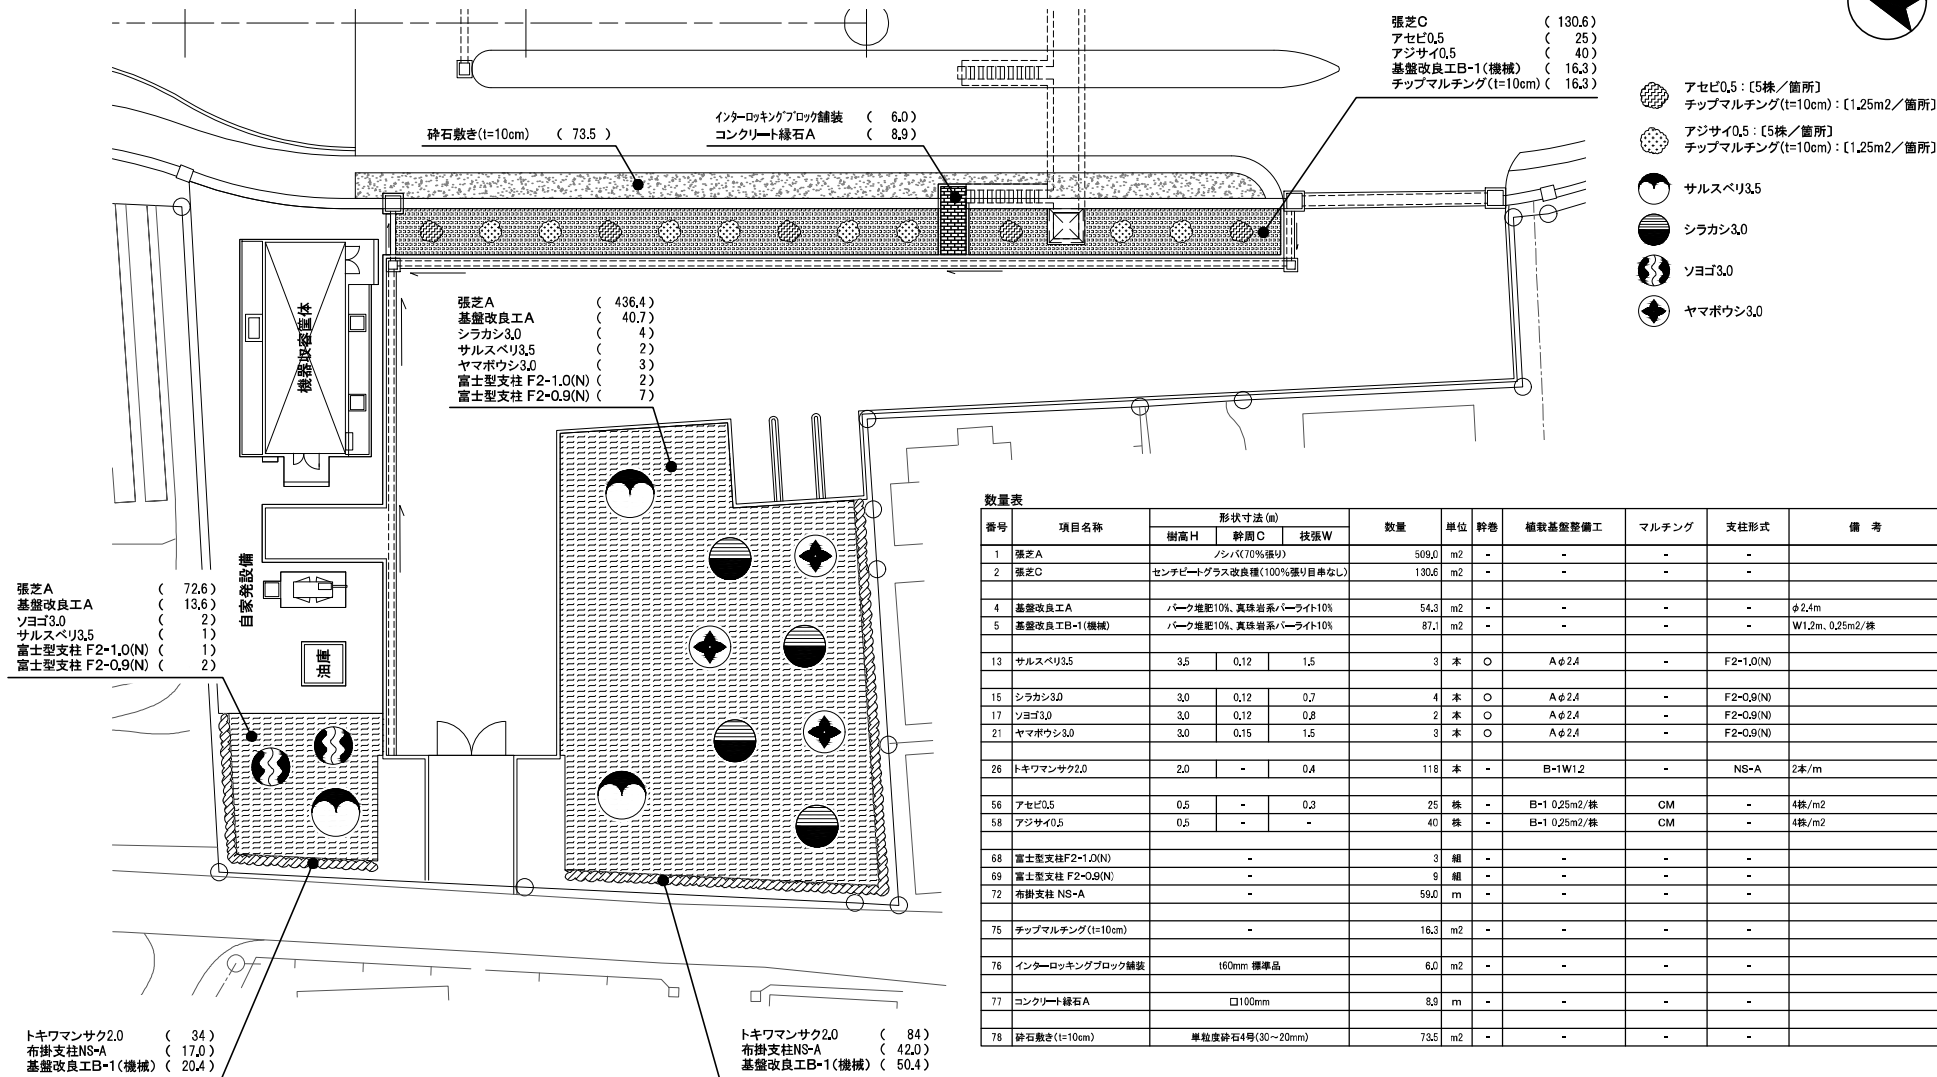 張芝C ( 130.6)
アセビ0.5 ( 25)
アジサイ0.5 ( 40)
基盤改良工B-1(機械) ( 16.3)
チップマルチング(t=10cm) ( 16.3)
アセビ0.5：〔5株／箇所〕
チップマルチング(t=10cm)：〔1.25m2／箇所〕
アジサイ0.5：〔5株／箇所〕
チップマルチング(t=10cm)：〔1.25m2／箇所〕
サルスベリ3.5
シラカシ3.0
ソヨゴ3.0
ヤマボウシ3.0
砕石敷き(t=10cm) ( 73.5 )
インターロッキングブロック舗装 ( 6.0)
コンクリート縁石A ( 8.9)
機器収容筐体
張芝A ( 436.4)
基盤改良工A ( 40.7)
シラカシ3.0 ( 4)
サルスベリ3.5 ( 2)
ヤマボウシ3.0 ( 3)
富士型支柱 F2-1.0(N) ( 2)
富士型支柱 F2-0.9(N) ( 7)
自家発設備
油庫
張芝A ( 72.6)
基盤改良工A ( 13.6)
ソヨゴ3.0 ( 2)
サルスベリ3.5 ( 1)
富士型支柱 F2-1.0(N) ( 1)
富士型支柱 F2-0.9(N) ( 2)
トキワマンサク2.0 ( 34)
布掛支柱NS-A ( 17.0)
基盤改良工B-1(機械) ( 20.4)
トキワマンサク2.0 ( 84)
布掛支柱NS-A ( 42.0)
基盤改良工B-1(機械) ( 50.4)
数量表
番号 項目名称 形状寸法(m) 数量 単位 幹巻 植栽基盤整備工 マルチング 支柱形式 備 考
樹高H 幹周C 枝張W
1 張芝A ノシバ(70%張り) 509.0 m2 - - - -
2 張芝C センチピートグラス改良種(100%張り目串なし) 130.6 m2 - - - -
4 基盤改良工A バーク堆肥10%、真珠岩系パーライト10% 54.3 m2 - - - - φ2.4m
5 基盤改良工B-1(機械) バーク堆肥10%、真珠岩系パーライト10% 87.1 m2 - - - - W1.2m、0.25m2/株
13 サルスベリ3.5 3.5 0.12 1.5 3 本 ○ Aφ2.4 - F2-1.0(N)
15 シラカシ3.0 3.0 0.12 0.7 4 本 ○ Aφ2.4 - F2-0.9(N)
17 ソヨゴ3.0 3.0 0.12 0.8 2 本 ○ Aφ2.4 - F2-0.9(N)
21 ヤマボウシ3.0 3.0 0.15 1.5 3 本 ○ Aφ2.4 - F2-0.9(N)
26 トキワマンサク2.0 2.0 - 0.4 118 本 - B-1W1.2 - NS-A 2本/m
56 アセビ0.5 0.5 - 0.3 25 株 - B-1 0.25m2/株 CM - 4株/m2
58 アジサイ0.5 0.5 - - 40 株 - B-1 0.25m2/株 CM - 4株/m2
68 富士型支柱F2-1.0(N) - 3 組 - - - -
69 富士型支柱 F2-0.9(N) - 9 組 - - - -
72 布掛支柱 NS-A - 59.0 m - - - -
75 チップマルチング(t=10cm) - 16.3 m2 - - - -
76 インターロッキングブロック舗装 t60mm 標準品 6.0 m2 - - - -
77 コンクリート縁石A □100mm 8.9 m - - - -
78 砕石敷き(t=10cm) 単粒度砕石4号(30～20mm) 73.5 m2 - - - -